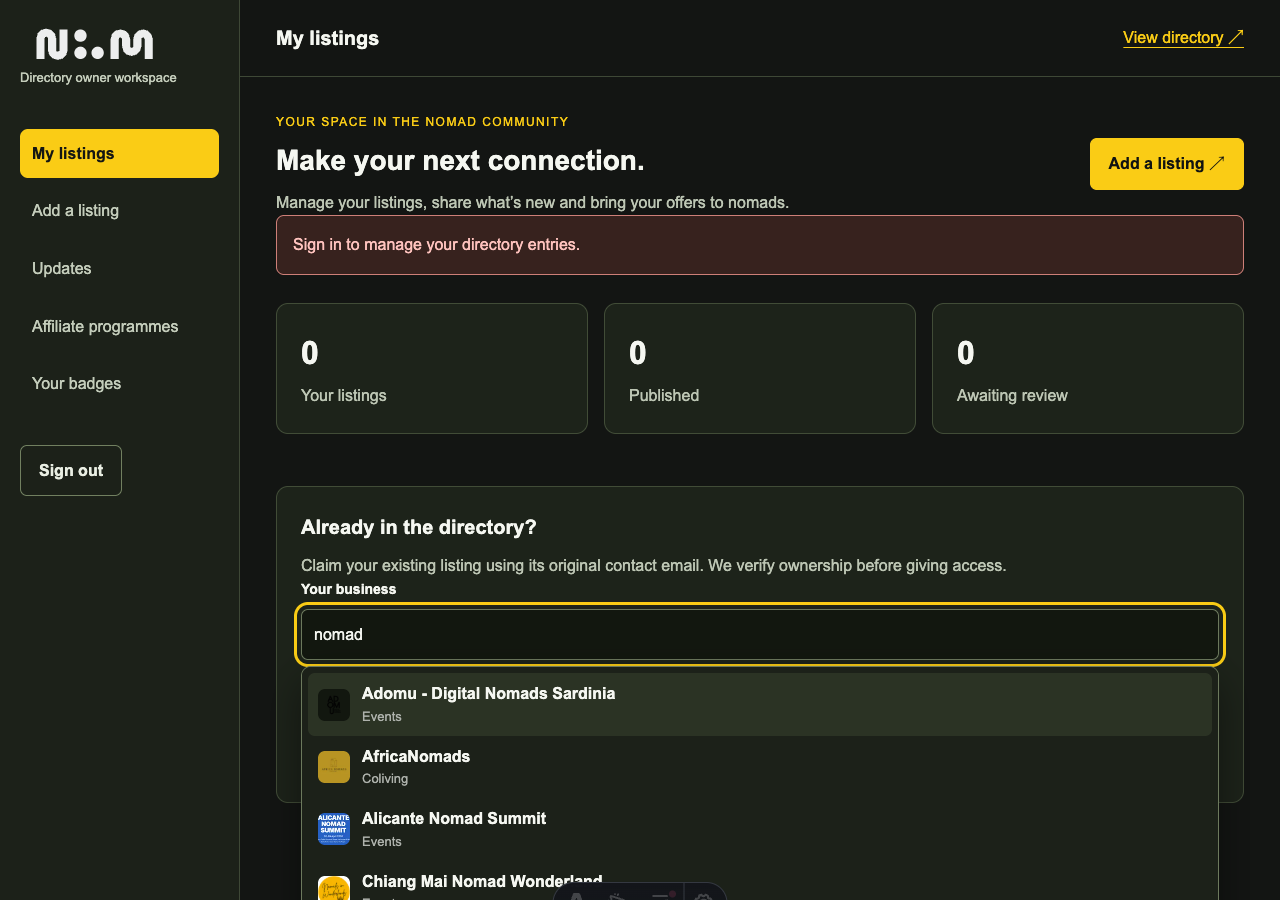 Directory owner workspace
My listings
Add a listing
Updates
Affiliate programmes
Your badges
Sign out
My listings
View directory ↗
YOUR SPACE IN THE NOMAD COMMUNITY
Make your next connection.
Add a listing ↗
Manage your listings, share what's new and bring your offers to nomads.
Sign in to manage your directory entries.
0
Your listings
0
Published
0
Awaiting review
Already in the directory?
Claim your existing listing using its original contact email. We verify ownership before giving access.
Your business
nomad
Adomu - Digital Nomads Sardinia
Events
AfricaNomads
Coliving
ALICANTE
NOMAD
SUMMIT
Alicante Nomad Summit
Events
Chiang Mai Nomad Wonderland